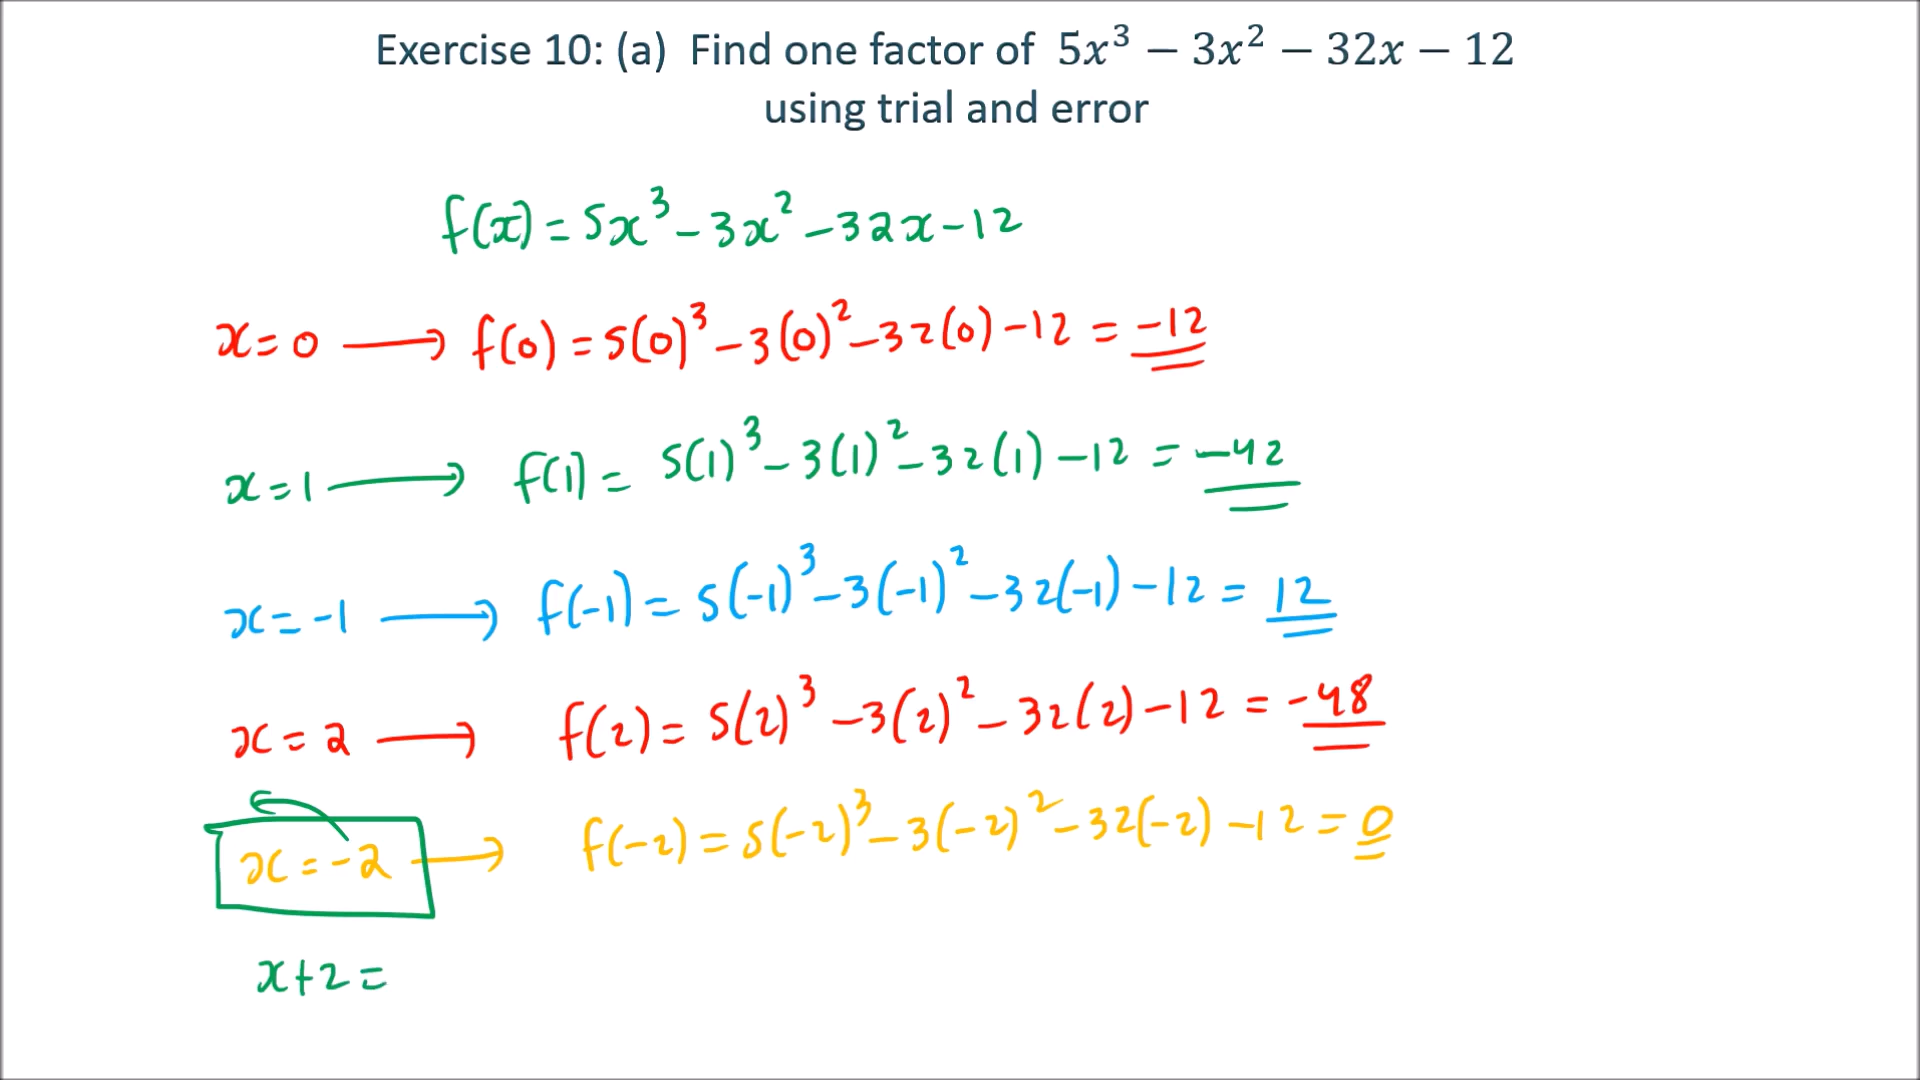 Exercise 10: (a) Find one factor of 5x³ − 3x² − 32x − 12
using trial and error
f(x) = 5x³ − 3x² − 32x − 12
x = 0 ⟶ f(0) = 5(0)³ − 3(0)² − 32(0) − 12 = −12
x = 1 ⟶ f(1) = 5(1)³ − 3(1)² − 32(1) − 12 = −42
x = −1 ⟶ f(−1) = 5(−1)³ − 3(−1)² − 32(−1) − 12 = 12
x = 2 ⟶ f(2) = 5(2)³ − 3(2)² − 32(2) − 12 = −48
x = −2 ⟶ f(−2) = 5(−2)³ − 3(−2)² − 32(−2) − 12 = 0
x + 2 =